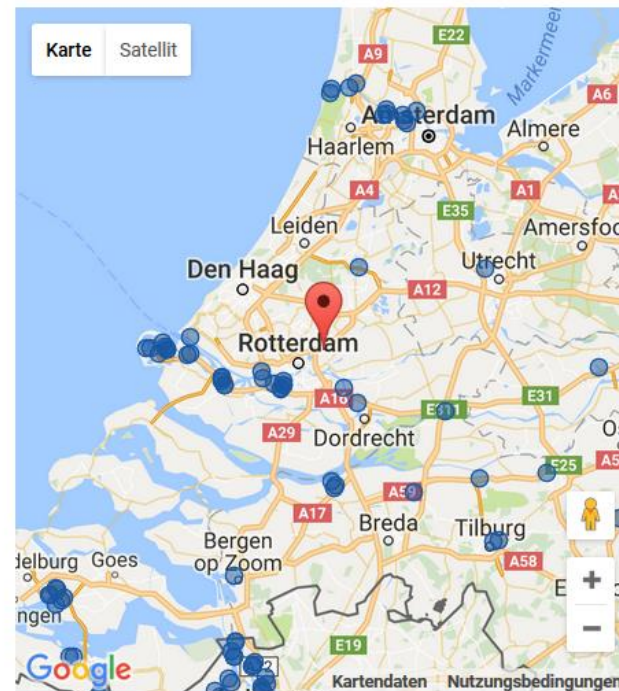 E22
A9
Karte Satellit
Markermeer
A6
Amsterdam
Almere
Haarlem
A4
A1
E35
Leiden
Amersfoo
Den Haag
Utrecht
A12
Rotterdam
A16
E31
E311
A29
Dordrecht
Os
E25
A59
A5
A17
Breda
Tilburg
Bergen
op Zoom
delburg
Goes
A58
+
ngen
−
E19
Google
Kartendaten Nutzungsbedingungen